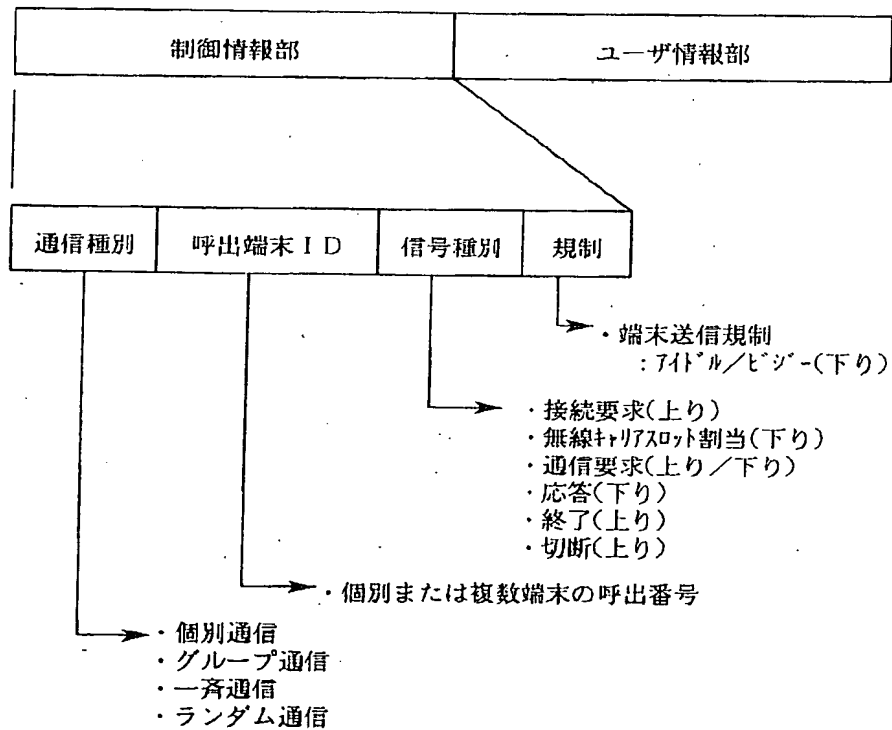 制御情報部
ユーザ情報部
通信種別
呼出端末ID
信号種別
規制
・端末送信規制
:ｱｲﾄﾞﾙ／ﾋﾞｼﾞｰ(下り)
・接続要求(上り)
・無線ｷｬﾘｱｽﾛｯﾄ割当(下り)
・通信要求(上り／下り)
・応答(下り)
・終了(上り)
・切断(上り)
・個別または複数端末の呼出番号
・個別通信
・グループ通信
・一斉通信
・ランダム通信